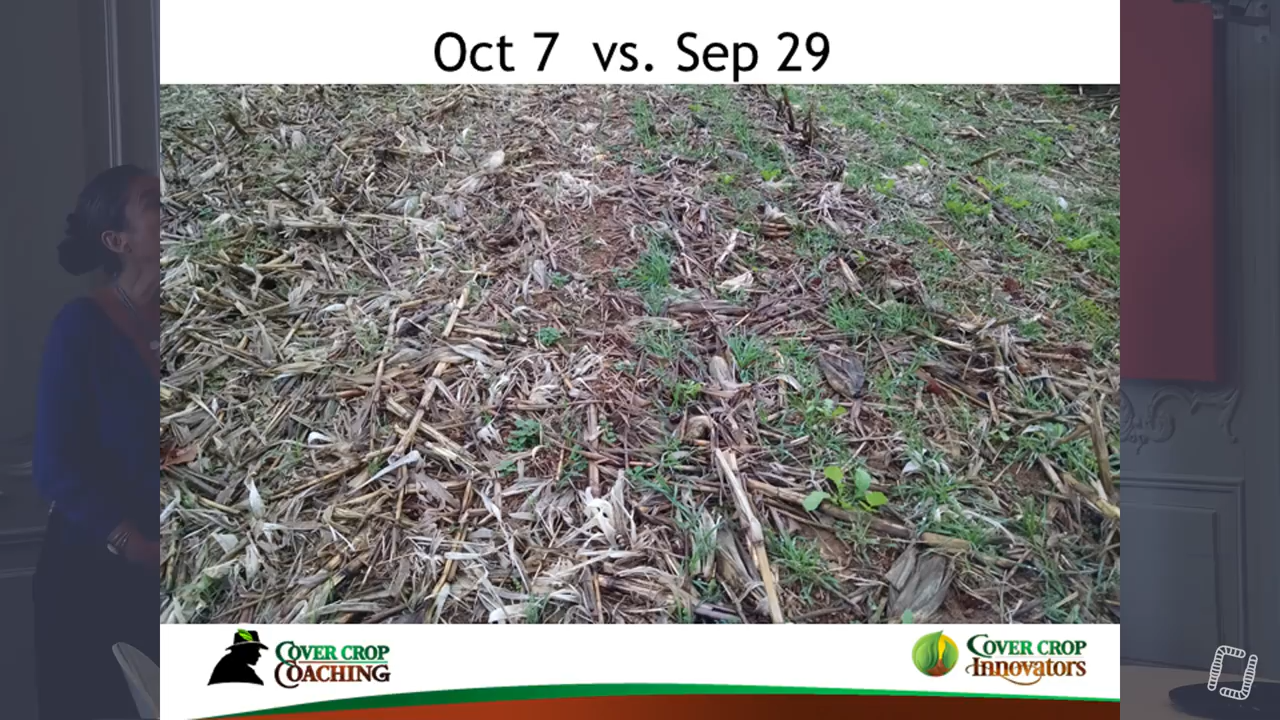 Oct 7 vs. Sep 29
COVER CROP
COACHING
COVER CROP
Innovators